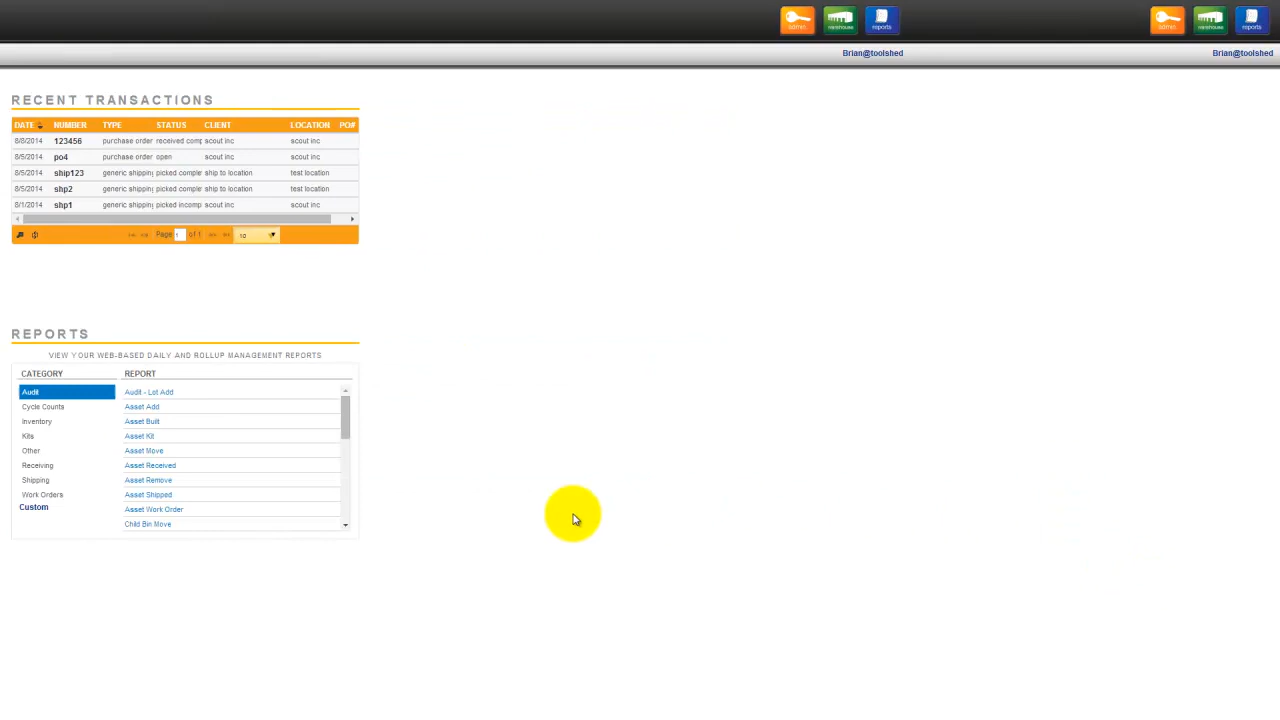 admin warehouse reports admin warehouse reports
Brian@toolshed Brian@toolshed
RECENT TRANSACTIONS
DATE NUMBER TYPE STATUS CLIENT LOCATION PO#
8/8/2014 123456 purchase order received comp scout inc scout inc
8/5/2014 po4 purchase order open scout inc scout inc
8/5/2014 ship123 generic shipping picked comple ship to location test location
8/5/2014 shp2 generic shipping picked comple ship to location test location
8/1/2014 shp1 generic shipping picked incomp scout inc scout inc
Page 1 of 1 10
REPORTS
VIEW YOUR WEB-BASED DAILY AND ROLLUP MANAGEMENT REPORTS
CATEGORY REPORT
Audit Audit - Lot Add
Cycle Counts Asset Add
Inventory Asset Built
Kits Asset Kit
Other Asset Move
Receiving Asset Received
Shipping Asset Remove
Work Orders Asset Shipped
Custom Asset Work Order
Child Bin Move